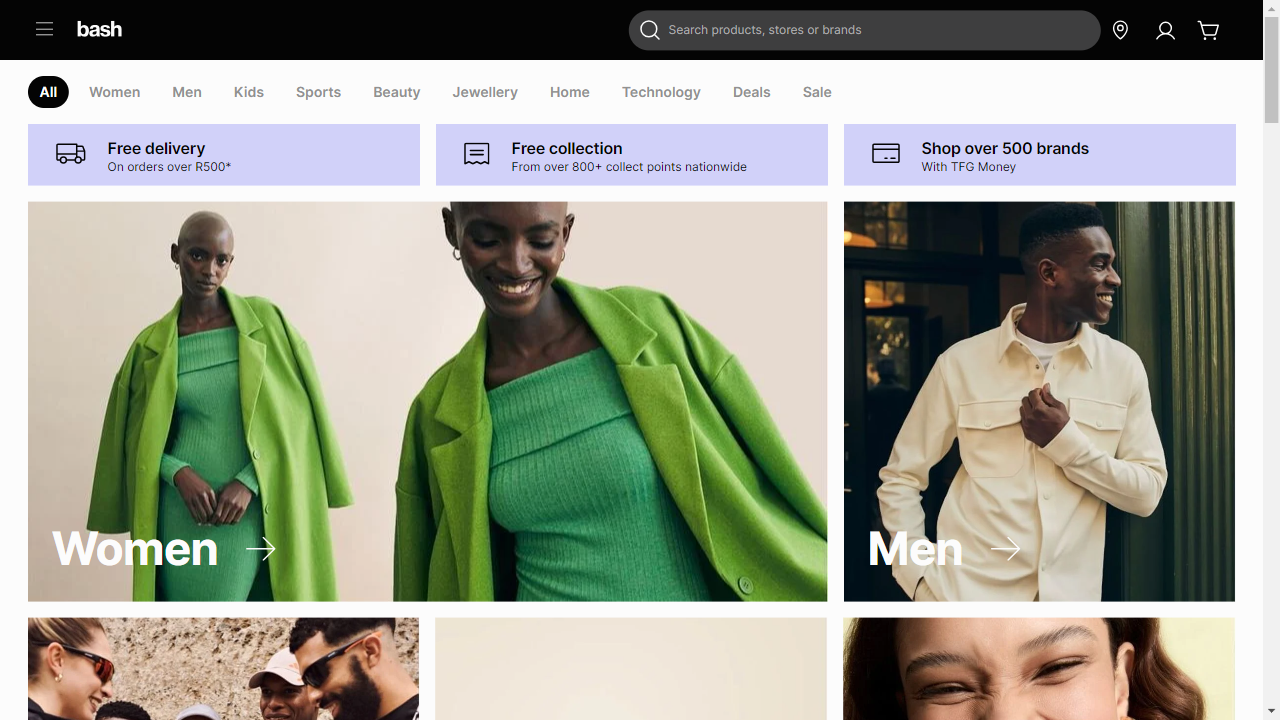 bash
Search products, stores or brands
All Women Men Kids Sports Beauty Jewellery Home Technology Deals Sale
Free delivery
On orders over R500*
Free collection
From over 800+ collect points nationwide
Shop over 500 brands
With TFG Money
Women
Men